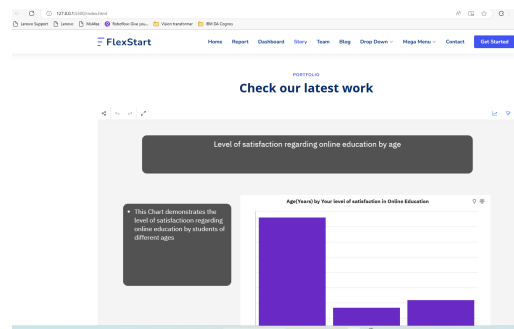 127.0.0.1:5500/index.html
Lenovo Support Lenovo McAfee Roboflow: Give you... Vision transformer IBM DA Cognos
FlexStart Home Report Dashboard Story Team Blog Drop Down Mega Menu Contact Get Started
PORTFOLIO
Check our latest work
Level of satisfaction regarding online education by age
Age(Years) by Your level of satisfaction in Online Education
• This Chart demonstrates the
level of satisfactioon regarding
online education by students of
different ages